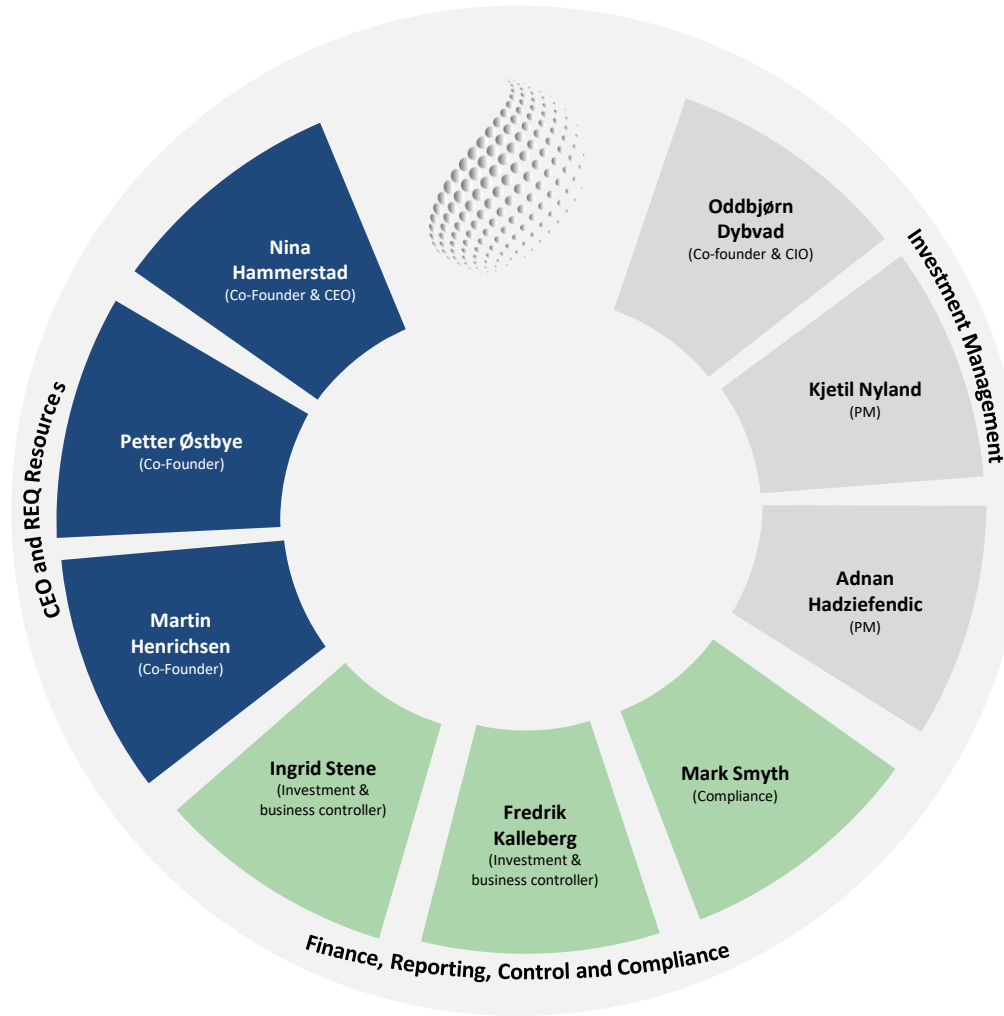 Nina
Hammerstad
(Co-Founder & CEO)
Petter Østbye
(Co-Founder)
Martin
Henrichsen
(Co-Founder)
CEO and REQ Resources
Oddbjørn
Dybvad
(Co-founder & CIO)
Kjetil Nyland
(PM)
Adnan
Hadziefendic
(PM)
Investment Management
Ingrid Stene
(Investment &
business controller)
Fredrik
Kalleberg
(Investment &
business controller)
Mark Smyth
(Compliance)
Finance, Reporting, Control and Compliance